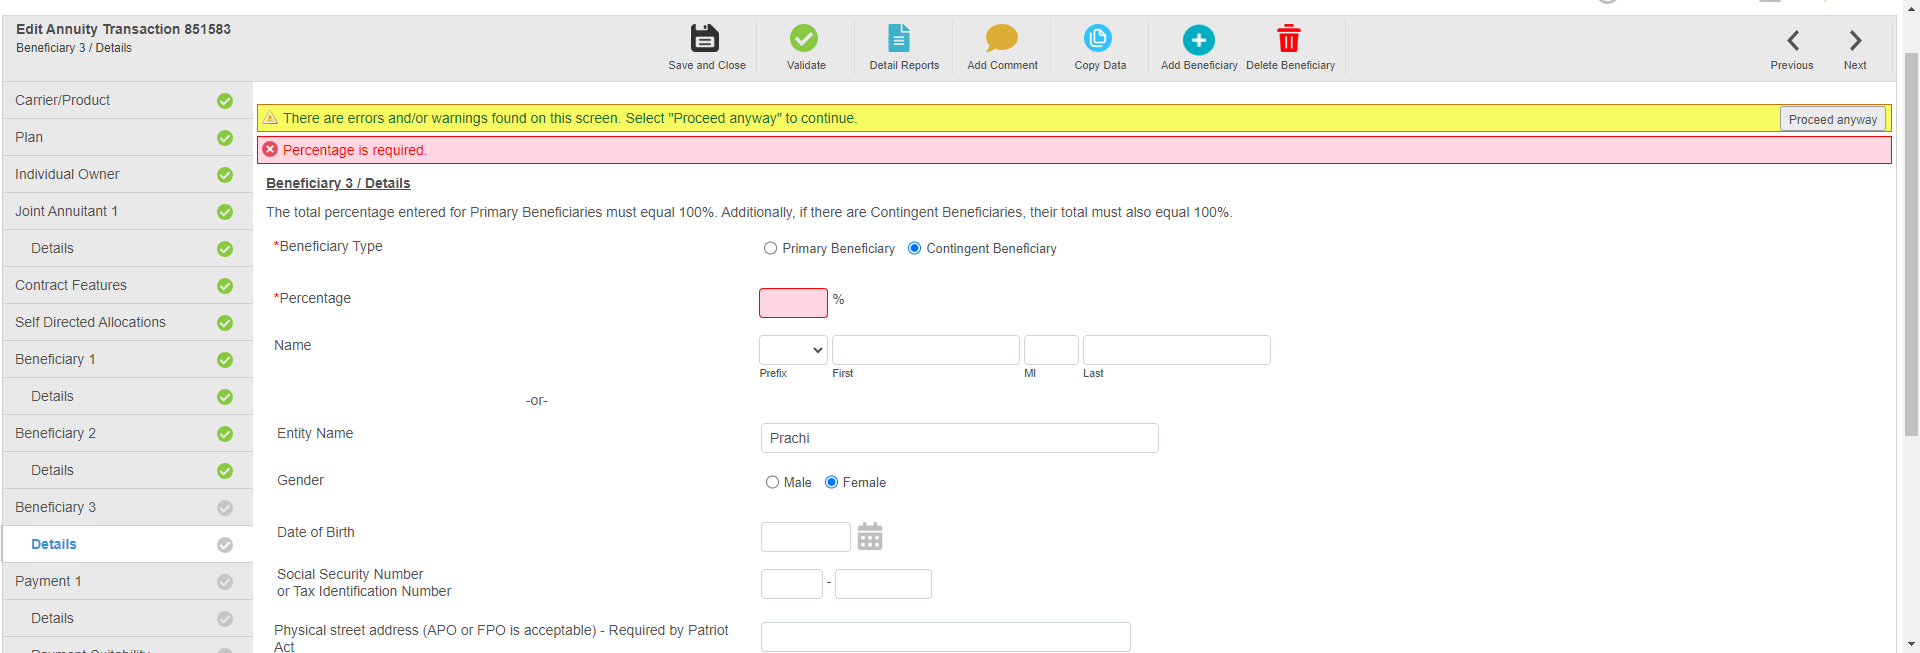 Edit Annuity Transaction 851583
Beneficiary 3 / Details
Save and Close
Validate
Detail Reports
Add Comment
Copy Data
Add Beneficiary
Delete Beneficiary
Previous
Next
Carrier/Product
Plan
Individual Owner
Joint Annuitant 1
Details
Contract Features
Self Directed Allocations
Beneficiary 1
Details
Beneficiary 2
Details
Beneficiary 3
Details
Payment 1
Details
Payment Suitability
There are errors and/or warnings found on this screen. Select "Proceed anyway" to continue.
Proceed anyway
Percentage is required.
Beneficiary 3 / Details
The total percentage entered for Primary Beneficiaries must equal 100%. Additionally, if there are Contingent Beneficiaries, their total must also equal 100%.
*Beneficiary Type
Primary Beneficiary
Contingent Beneficiary
*Percentage
%
Name
Prefix
First
MI
Last
-or-
Entity Name
Prachi
Gender
Male
Female
Date of Birth
Social Security Number
or Tax Identification Number
-
Physical street address (APO or FPO is acceptable) - Required by Patriot
Act